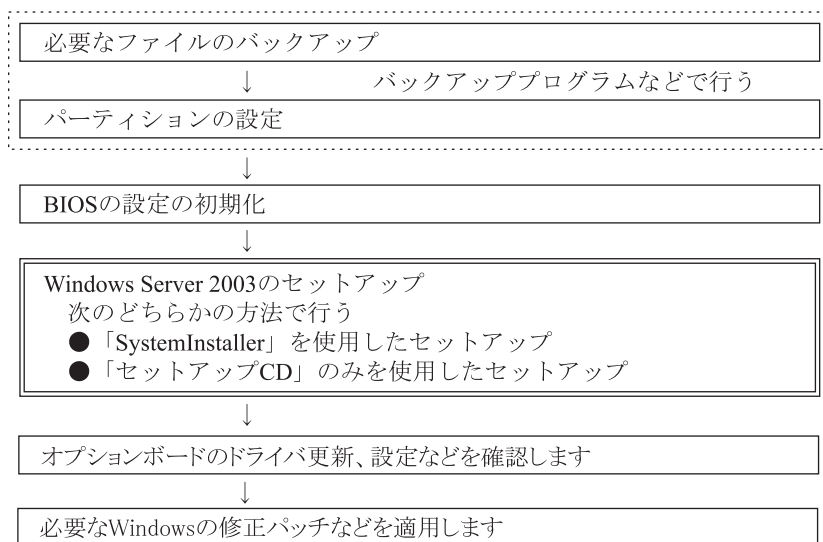 必要なファイルのバックアップ
↓
バックアッププログラムなどで行う
パーティションの設定
↓
BIOSの設定の初期化
↓
Windows Server 2003のセットアップ
次のどちらかの方法で行う
●「SystemInstaller」を使用したセットアップ
●「セットアップCD」のみを使用したセットアップ
↓
オプションボードのドライバ更新、設定などを確認します
↓
必要なWindowsの修正パッチなどを適用します